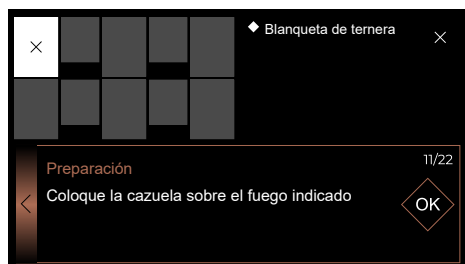 Blanqueta de ternera
11/22
Preparación
Coloque la cazuela sobre el fuego indicado
OK